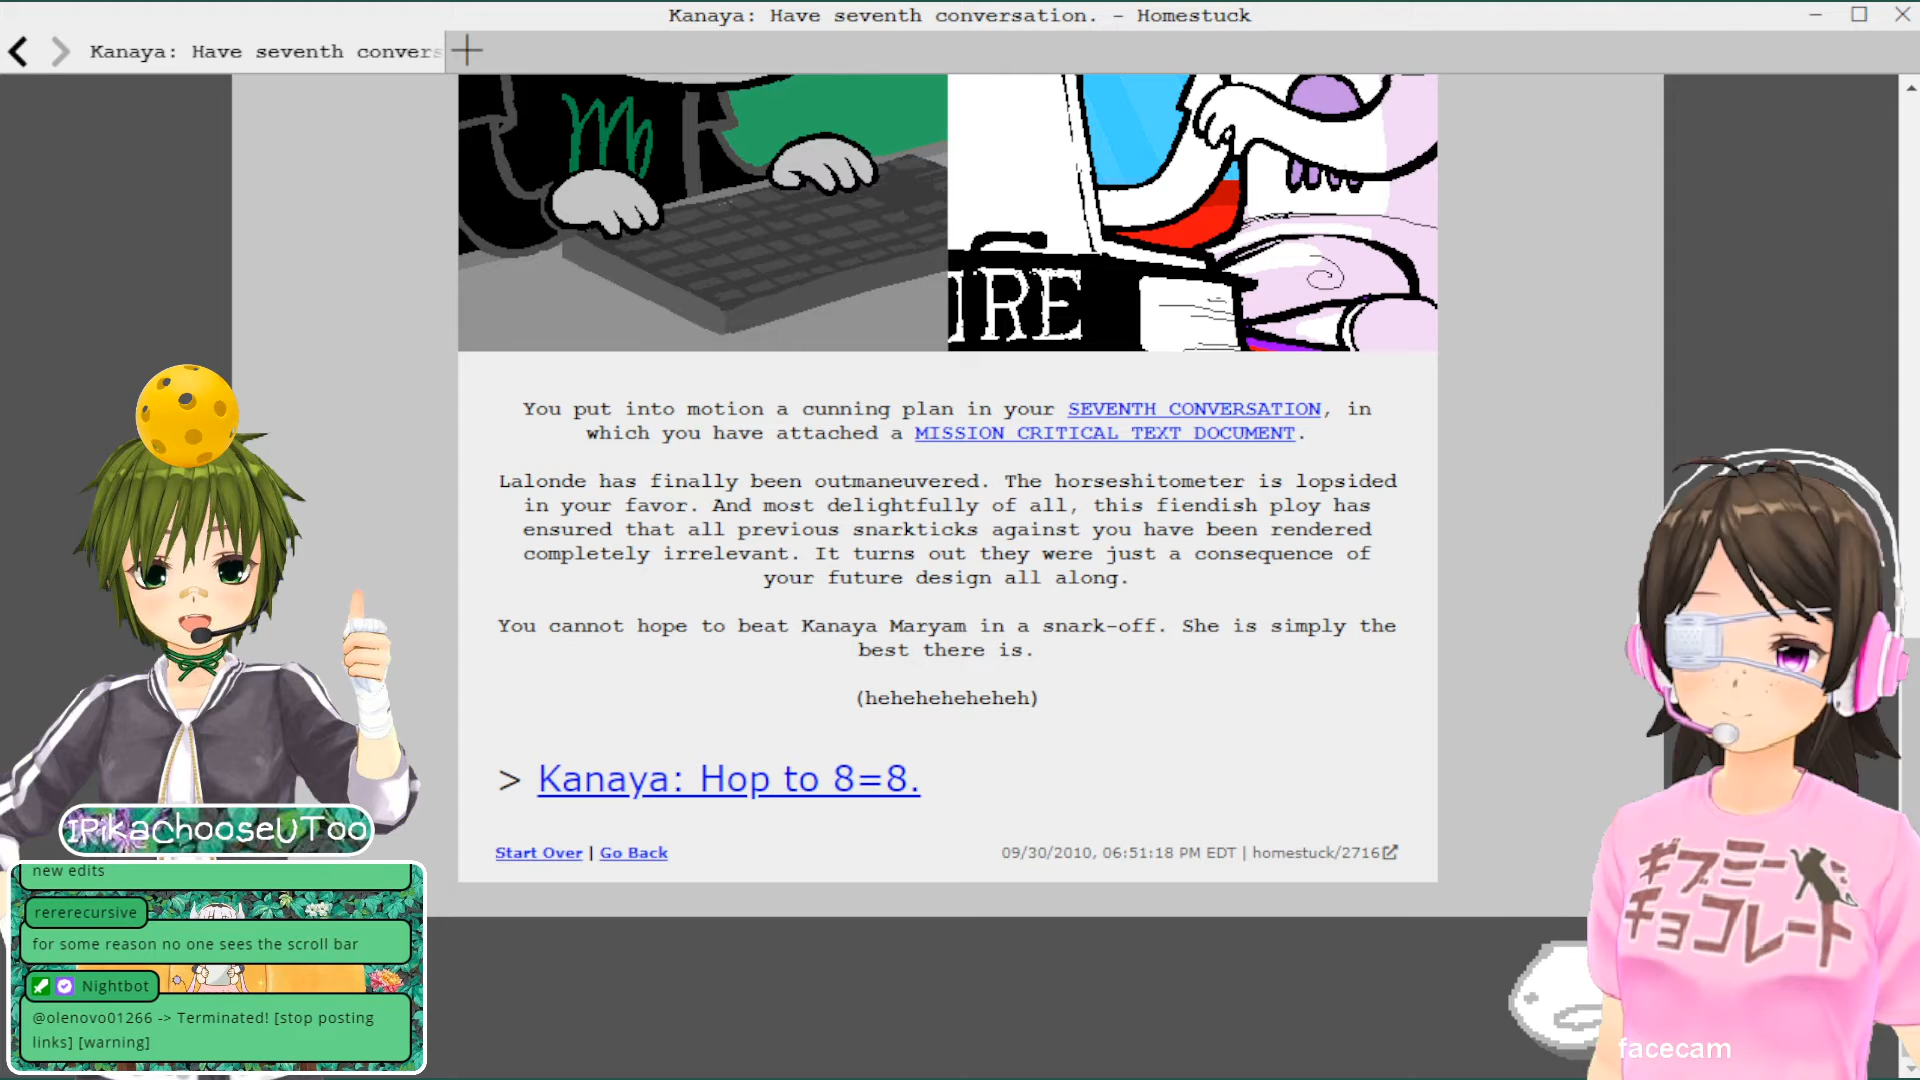 Kanaya: Have seventh conversation. - Homestuck
Kanaya: Have seventh convers
IRE
You put into motion a cunning plan in your SEVENTH CONVERSATION, in
which you have attached a MISSION CRITICAL TEXT DOCUMENT.
Lalonde has finally been outmaneuvered. The horseshitometer is lopsided
in your favor. And most delightfully of all, this fiendish ploy has
ensured that all previous snarkticks against you have been rendered
completely irrelevant. It turns out they were just a consequence of
your future design all along.
You cannot hope to beat Kanaya Maryam in a snark-off. She is simply the
best there is.
(heheheheheheh)
> Kanaya: Hop to 8=8.
Start Over | Go Back
09/30/2010, 06:51:18 PM EDT | homestuck/2716
IPikaChooseUToo
new edits
rererecursive
for some reason no one sees the scroll bar
Nightbot
@olenovo01266 -> Terminated! [stop posting
links] [warning]
ギブミー
チョコレート
facecam